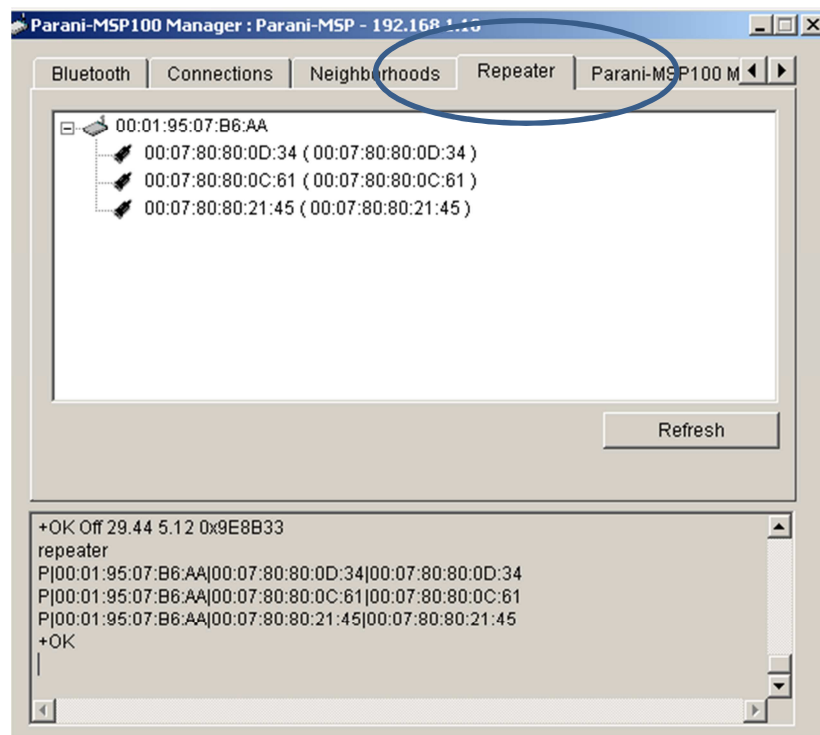 Parani-MSP100 Manager : Parani-MSP - 192.168.1.16
Bluetooth Connections Neighborhoods Repeater Parani-MSP100 M
00:01:95:07:B6:AA
00:07:80:80:0D:34 ( 00:07:80:80:0D:34 )
00:07:80:80:0C:61 ( 00:07:80:80:0C:61 )
00:07:80:80:21:45 ( 00:07:80:80:21:45 )
Refresh
+OK Off 29.44 5.12 0x9E8B33
repeater
P|00:01:95:07:B6:AA|00:07:80:80:0D:34|00:07:80:80:0D:34
P|00:01:95:07:B6:AA|00:07:80:80:0C:61|00:07:80:80:0C:61
P|00:01:95:07:B6:AA|00:07:80:80:21:45|00:07:80:80:21:45
+OK